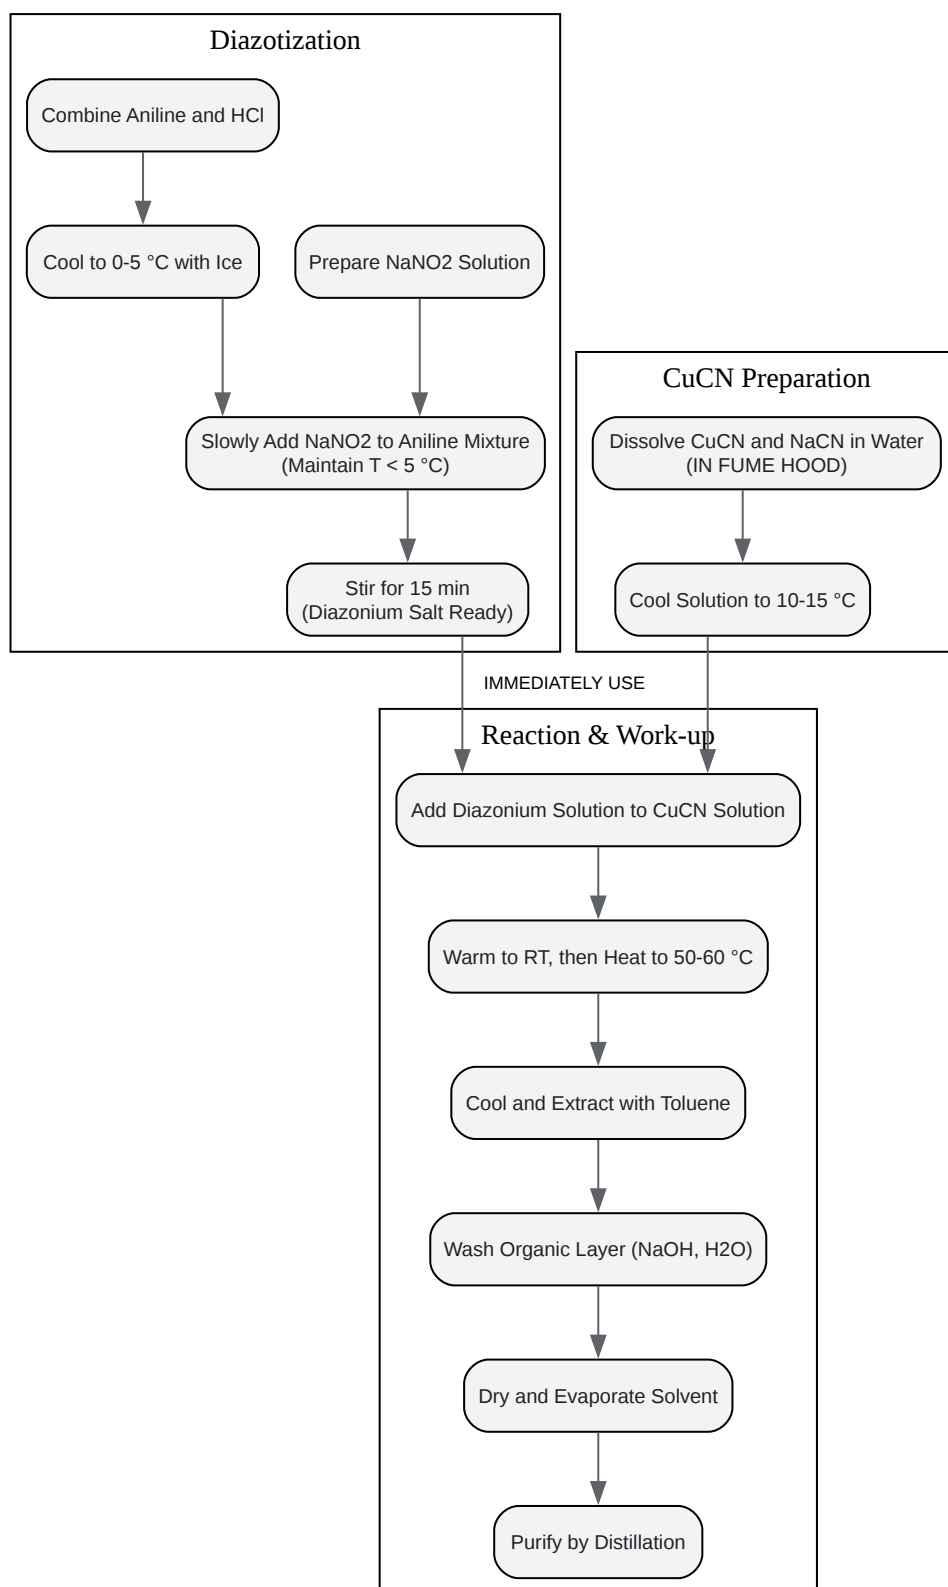 Diazotization
Combine Aniline and HCl
Cool to 0-5 °C with Ice
Prepare NaNO2 Solution
Slowly Add NaNO2 to Aniline Mixture
(Maintain T < 5 °C)
Stir for 15 min
(Diazonium Salt Ready)
CuCN Preparation
Dissolve CuCN and NaCN in Water
(IN FUME HOOD)
Cool Solution to 10-15 °C
IMMEDIATELY USE
Reaction & Work-up
Add Diazonium Solution to CuCN Solution
Warm to RT, then Heat to 50-60 °C
Cool and Extract with Toluene
Wash Organic Layer (NaOH, H2O)
Dry and Evaporate Solvent
Purify by Distillation